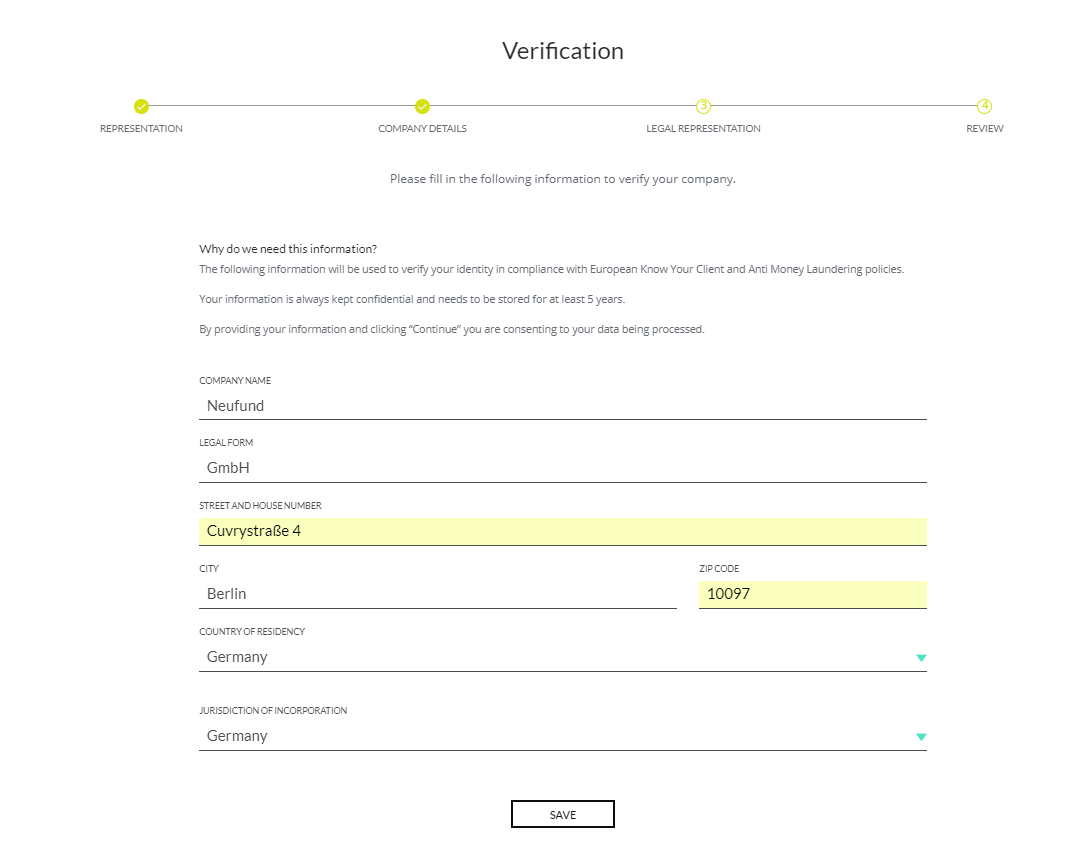 Verification
3
4
REPRESENTATION
COMPANY DETAILS
LEGAL REPRESENTATION
REVIEW
Please fill in the following information to verify your company.
Why do we need this information?
The following information will be used to verify your identity in compliance with European Know Your Client and Anti Money Laundering policies.
Your information is always kept confidential and needs to be stored for at least 5 years.
By providing your information and clicking “Continue” you are consenting to your data being processed.
COMPANY NAME
Neufund
LEGAL FORM
GmbH
STREET AND HOUSE NUMBER
Cuvrystraße 4
CITY
ZIP CODE
Berlin
10097
COUNTRY OF RESIDENCY
Germany
JURISDICTION OF INCORPORATION
Germany
SAVE